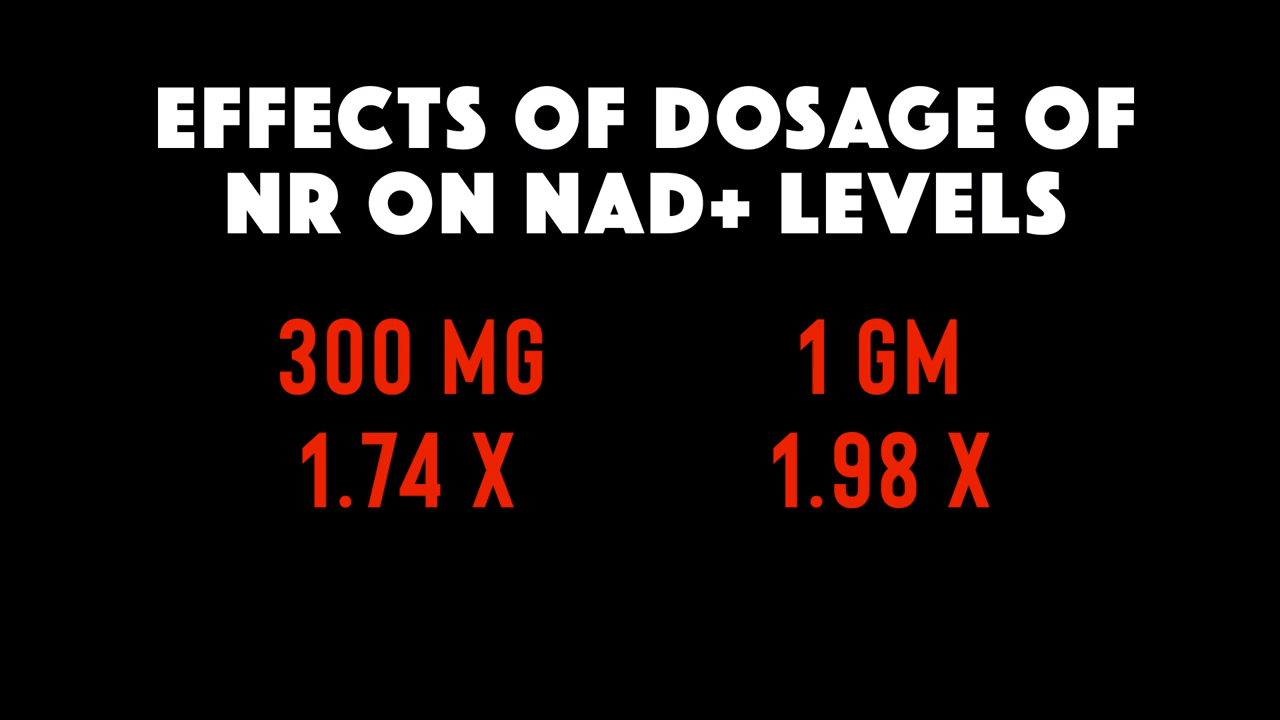 EFFECTS OF DOSAGE OF
NR ON NAD+ LEVELS
300 MG 1 GM
1.74 X 1.98 X